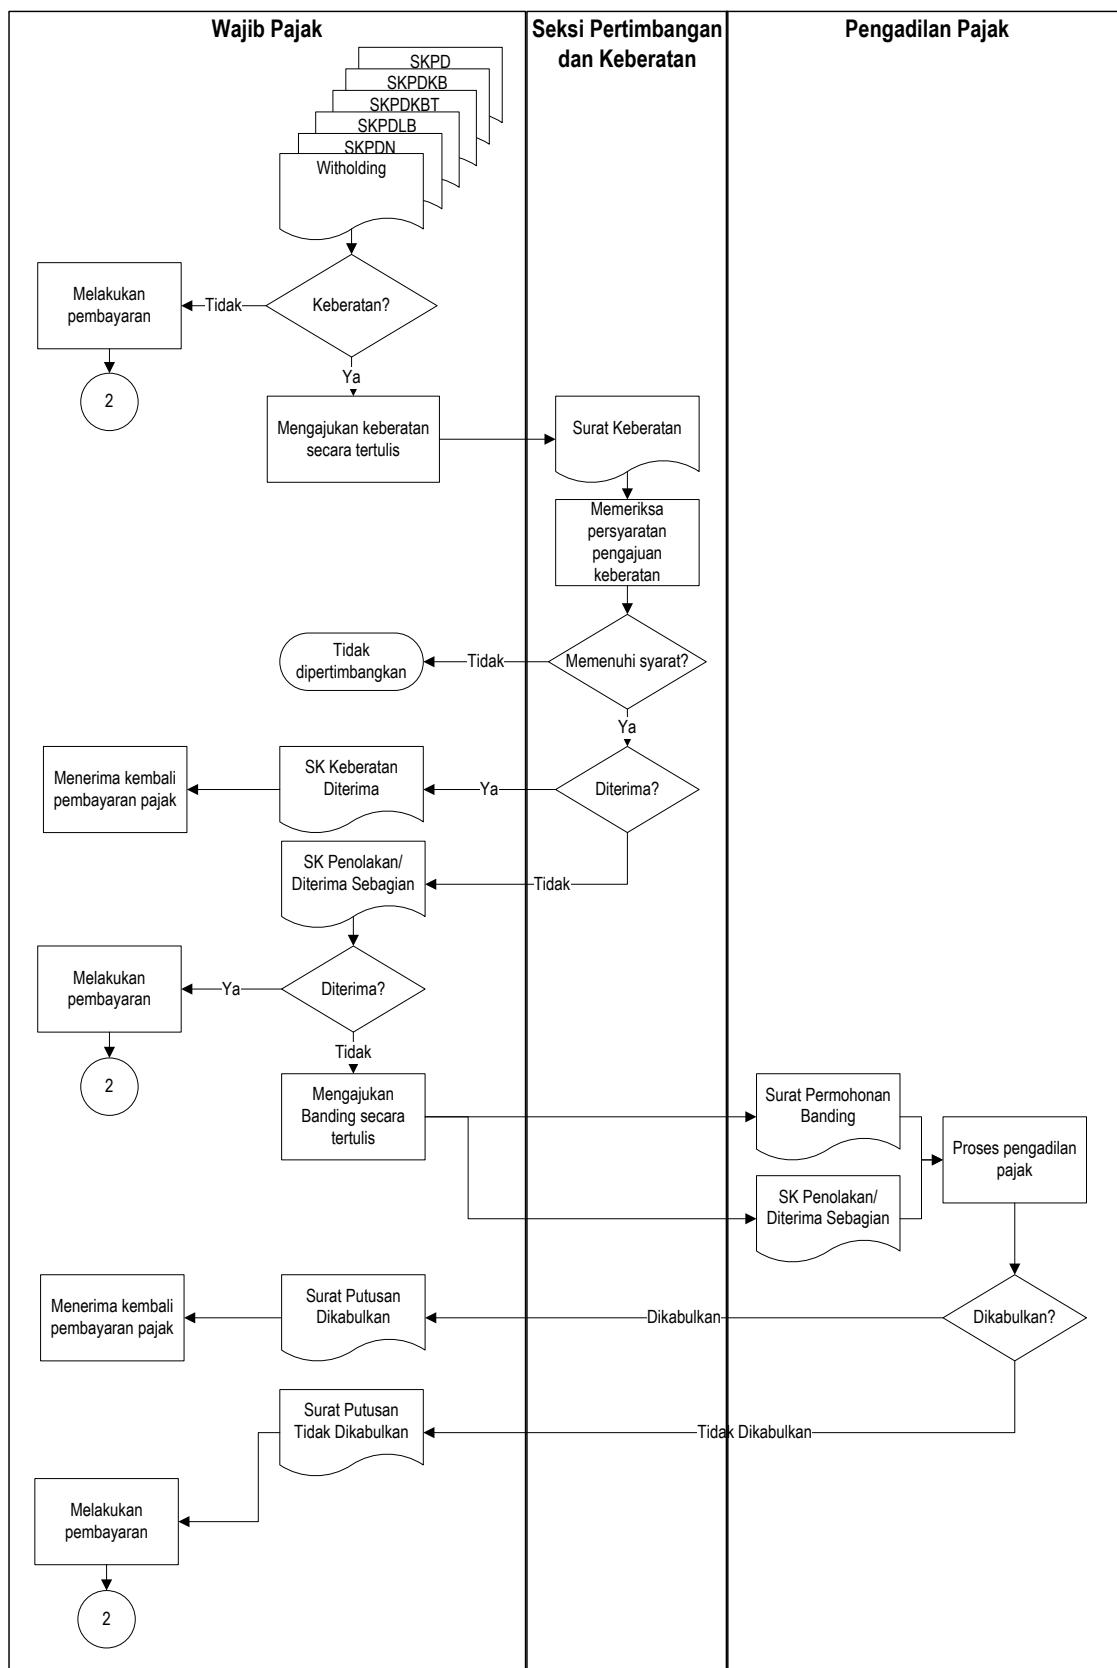 Wajib Pajak
Seksi Pertimbangan
dan Keberatan
Pengadilan Pajak
SKPD
SKPDKB
SKPDKBT
SKPDLB
SKPDN
Witholding
Melakukan
pembayaran
Tidak
Keberatan?
2
Ya
Mengajukan keberatan
secara tertulis
Surat Keberatan
Memeriksa
persyaratan
pengajuan
keberatan
Tidak
dipertimbangkan
Tidak
Memenuhi syarat?
Ya
Menerima kembali
pembayaran pajak
SK Keberatan
Diterima
Ya
Diterima?
SK Penolakan/
Diterima Sebagian
Tidak
Melakukan
pembayaran
Ya
Diterima?
2
Tidak
Mengajukan
Banding secara
tertulis
Surat Permohonan
Banding
Proses pengadilan
pajak
SK Penolakan/
Diterima Sebagian
Menerima kembali
pembayaran pajak
Surat Putusan
Dikabulkan
Dikabulkan
Dikabulkan?
Surat Putusan
Tidak Dikabulkan
Tidak Dikabulkan
Melakukan
pembayaran
2